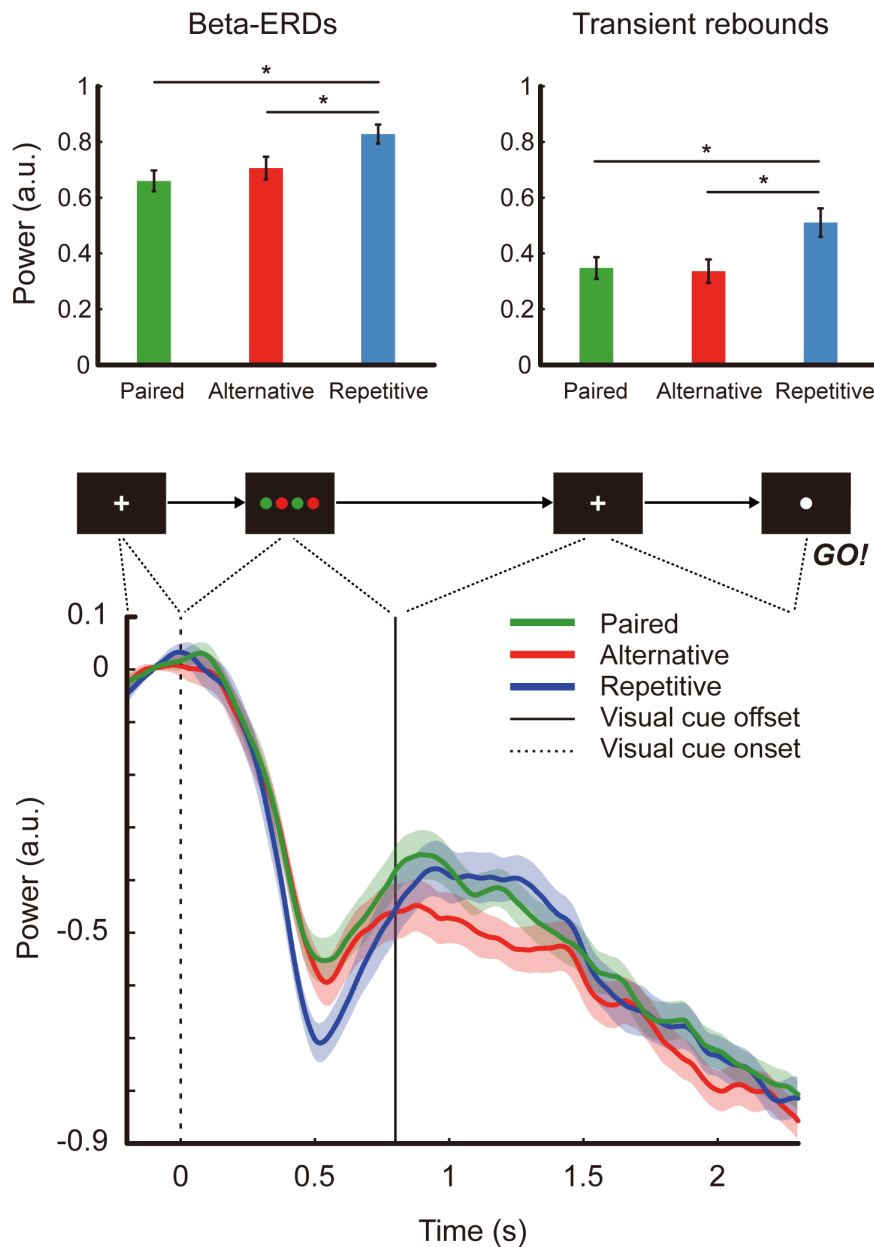 Beta-ERDs
Transient rebounds
Power (a.u.)
1
0.8
0.6
0.4
0.2
0
*
*
Paired Alternative Repetitive
1
0.8
0.6
0.4
0.2
0
*
*
Paired Alternative Repetitive
GO!
Paired
Alternative
Repetitive
Visual cue offset
Visual cue onset
Power (a.u.)
0.1
0
-0.5
-0.9
0 0.5 1 1.5 2
Time (s)